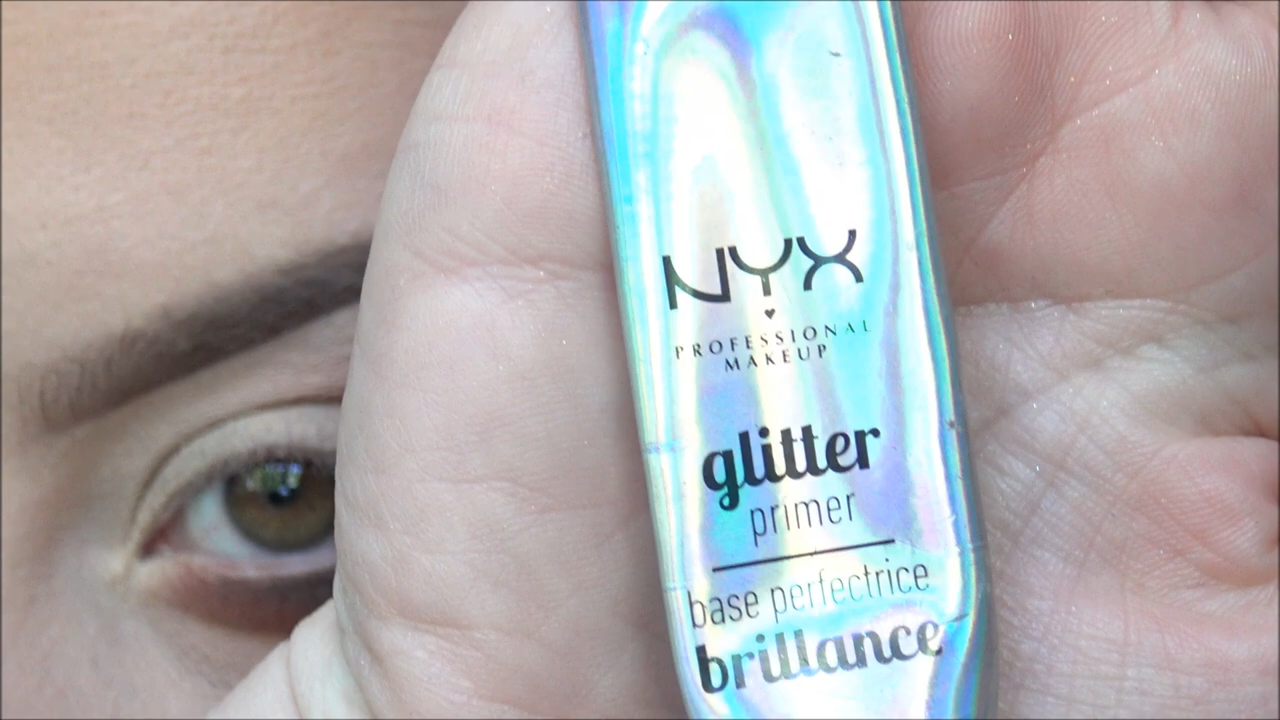 NYX
PROFESSIONAL
MAKEUP
glitter
primer
base perfectrice
brillance